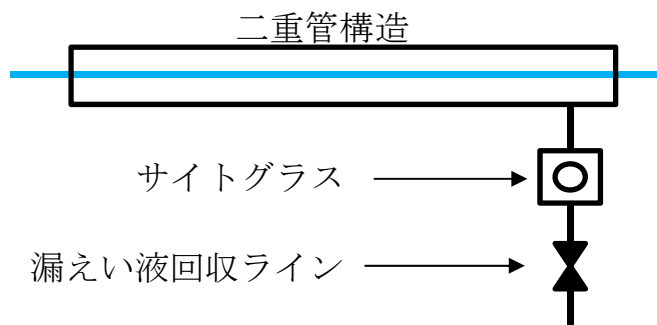 二重管構造
サイトグラス
漏えい液回収ライン